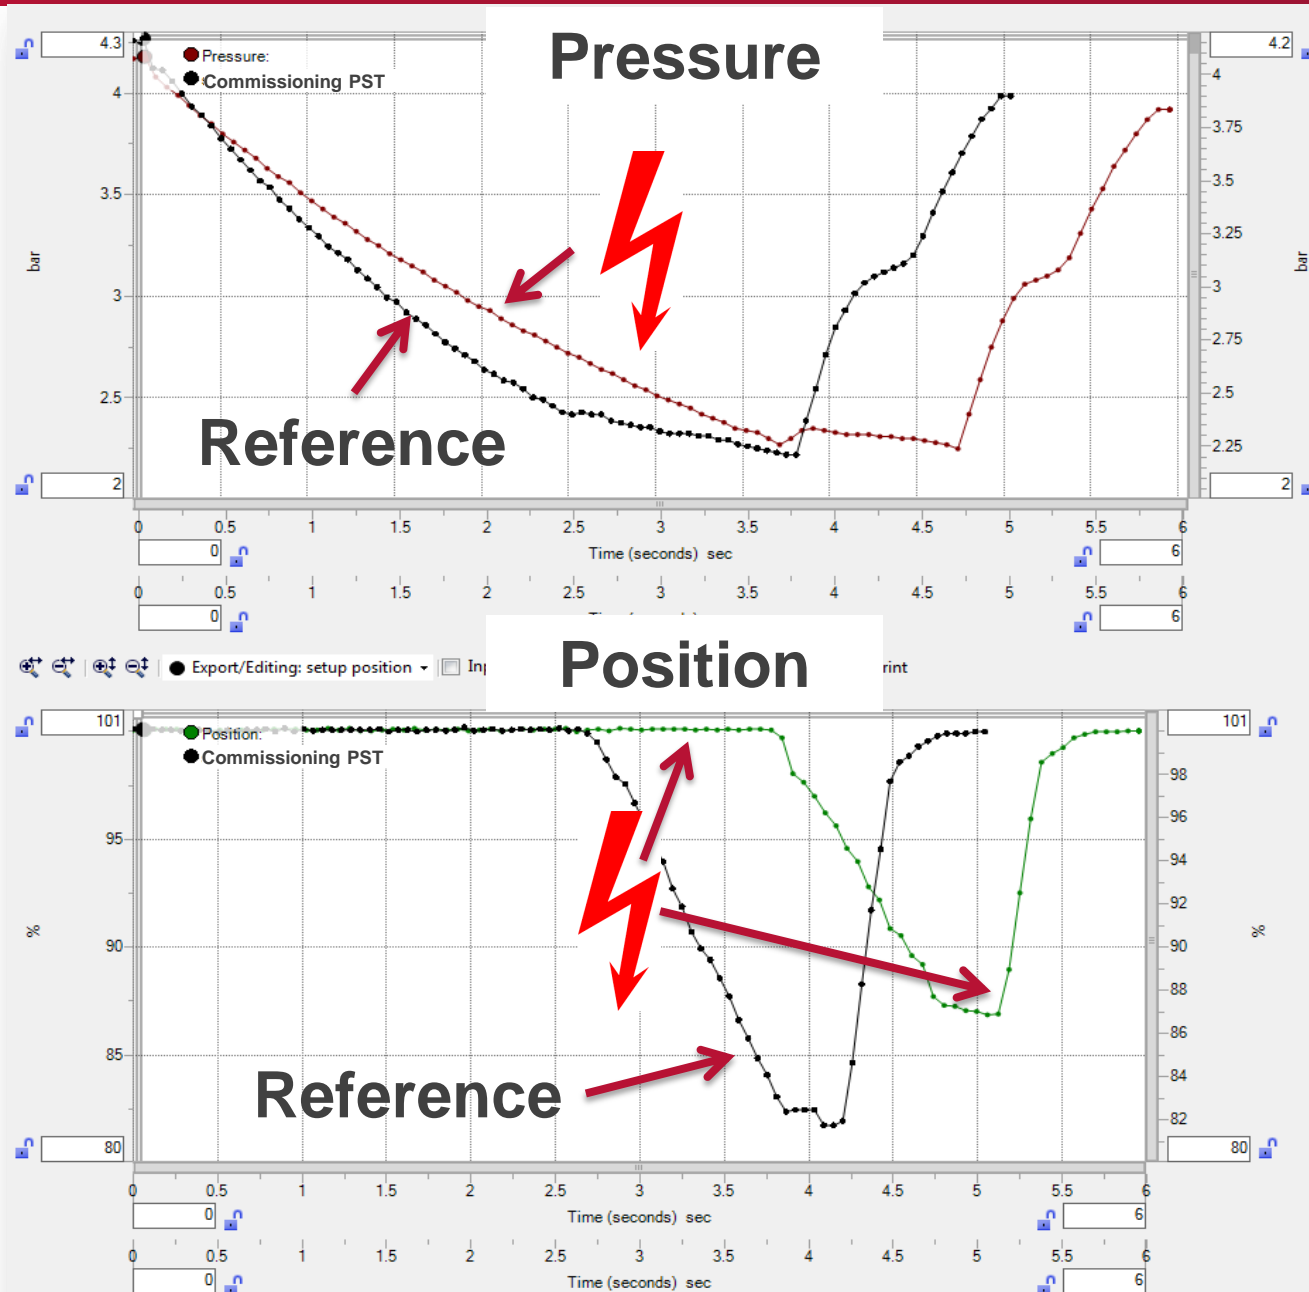 Pressure
4.3
4.2
Pressure:
Commissioning PST
4
3.5
3
2.5
bar
2
4
3.75
3.5
3.25
3
2.75
2.5
2.25
bar
2
Reference
0 0.5 1 1.5 2 2.5 3 3.5 4 4.5 5 5.5 6
0 Time (seconds) sec 6
0 0.5 1 1.5 2 2.5 3 3.5 4 4.5 5 5.5 6
0 6
Position
Export/Editing: setup position
101
101
Position:
Commissioning PST
95
90
85
%
80
98
96
94
92
90
88
86
84
82
%
80
Reference
0 0.5 1 1.5 2 2.5 3 3.5 4 4.5 5 5.5 6
0 Time (seconds) sec 6
0 0.5 1 1.5 2 2.5 3 3.5 4 4.5 5 5.5 6
0 Time (seconds) sec 6